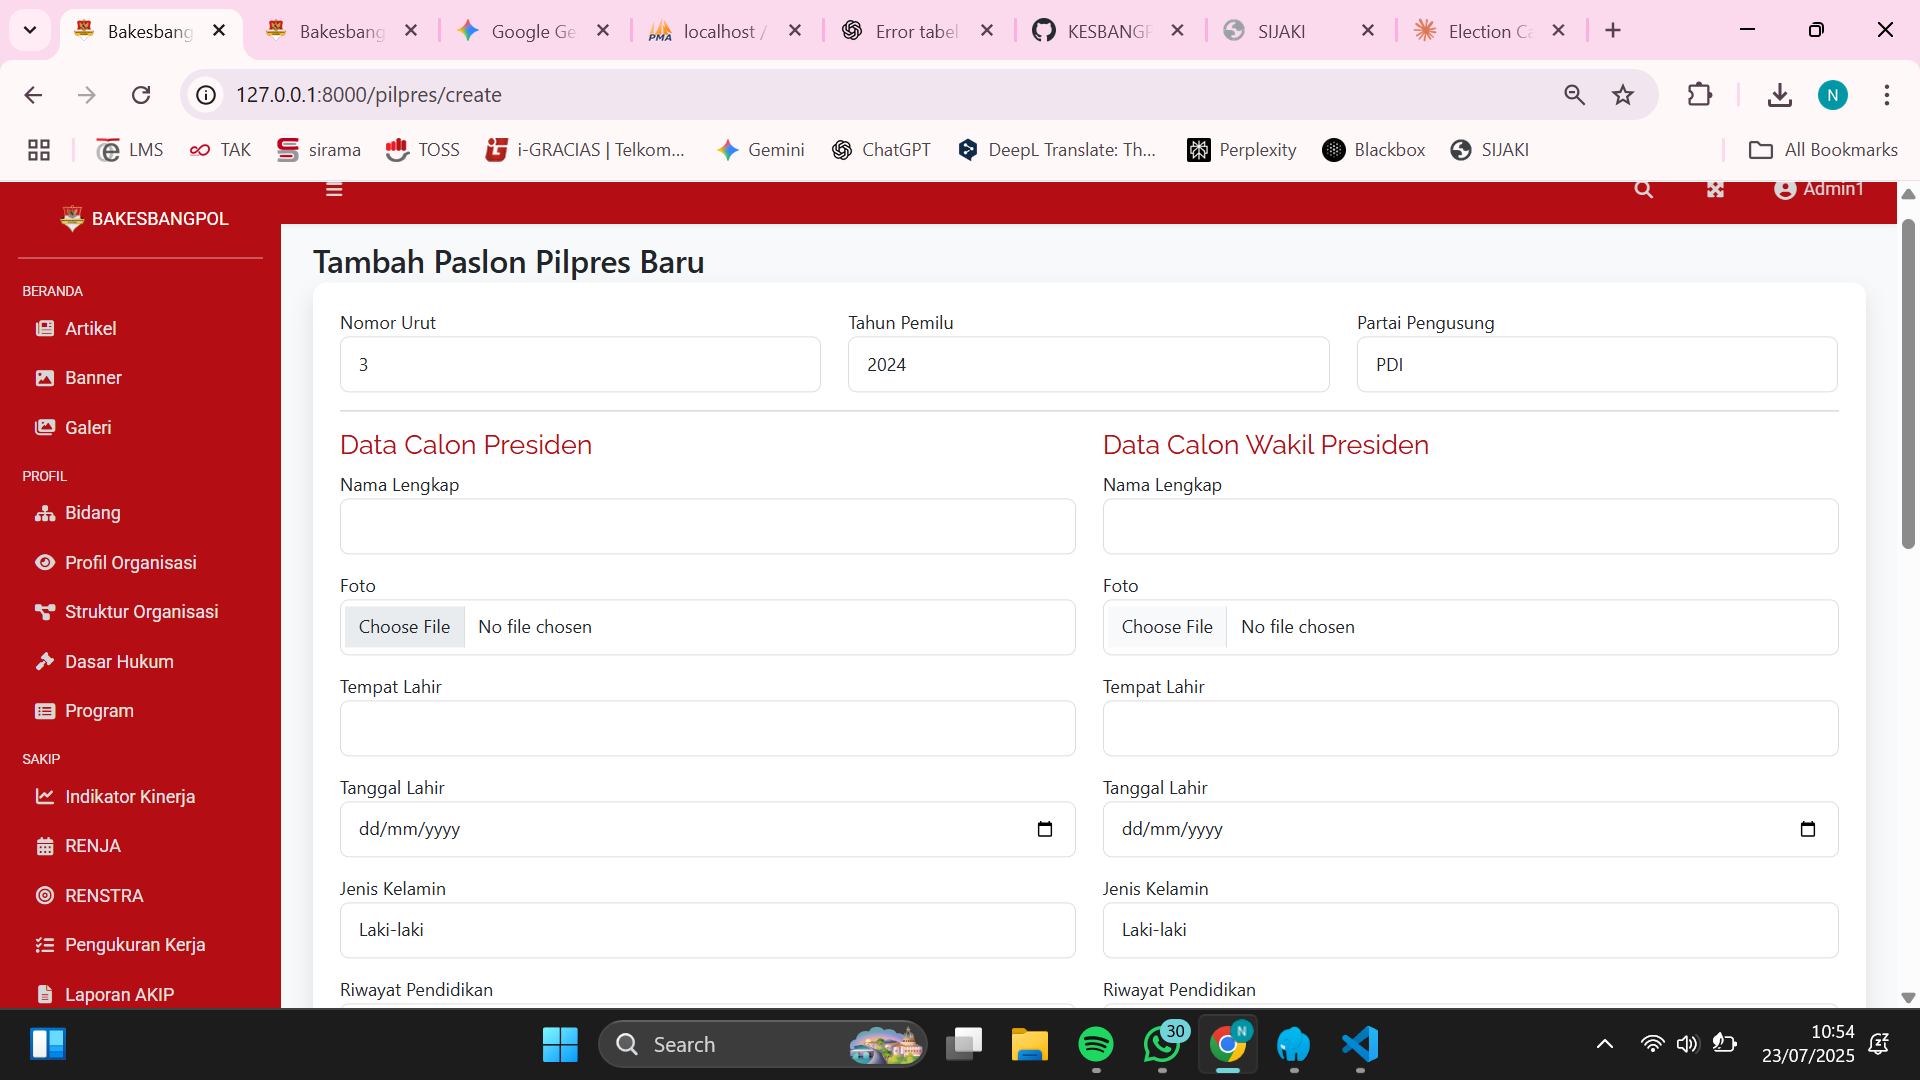 Bakesbang
Bakesbang
Google Ge
localhost /
Error tabel
KESBANGP
SIJAKI
Election Ca
127.0.0.1:8000/pilpres/create
N
LMS
TAK
sirama
TOSS
i-GRACIAS | Telkom...
Gemini
ChatGPT
DeepL Translate: Th...
Perplexity
Blackbox
SIJAKI
All Bookmarks
BAKESBANGPOL
Admin1
BERANDA
Artikel
Banner
Galeri
PROFIL
Bidang
Profil Organisasi
Struktur Organisasi
Dasar Hukum
Program
SAKIP
Indikator Kinerja
RENJA
RENSTRA
Pengukuran Kerja
Laporan AKIP
Tambah Paslon Pilpres Baru
Nomor Urut
3
Tahun Pemilu
2024
Partai Pengusung
PDI
Data Calon Presiden
Nama Lengkap
Foto
Choose File No file chosen
Tempat Lahir
Tanggal Lahir
dd/mm/yyyy
Jenis Kelamin
Laki-laki
Riwayat Pendidikan
Data Calon Wakil Presiden
Nama Lengkap
Foto
Choose File No file chosen
Tempat Lahir
Tanggal Lahir
dd/mm/yyyy
Jenis Kelamin
Laki-laki
Riwayat Pendidikan
Search
30
N
10:54
23/07/2025